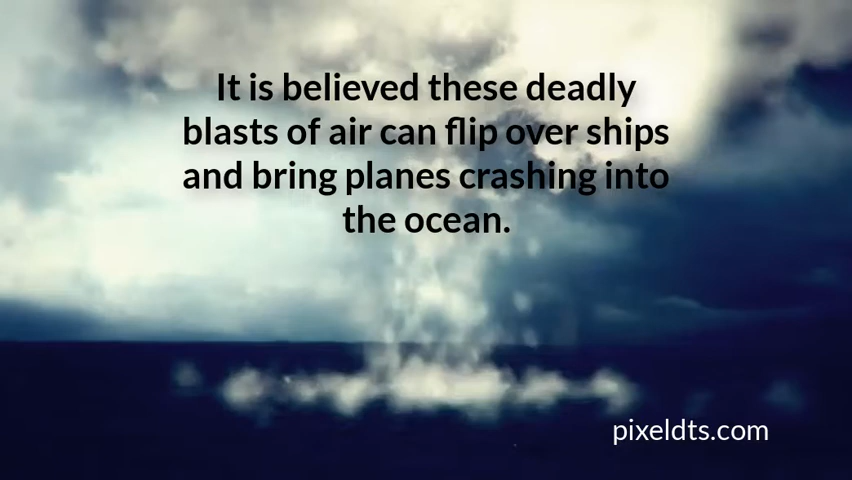 It is believed these deadly
blasts of air can flip over ships
and bring planes crashing into
the ocean.
pixeldts.com